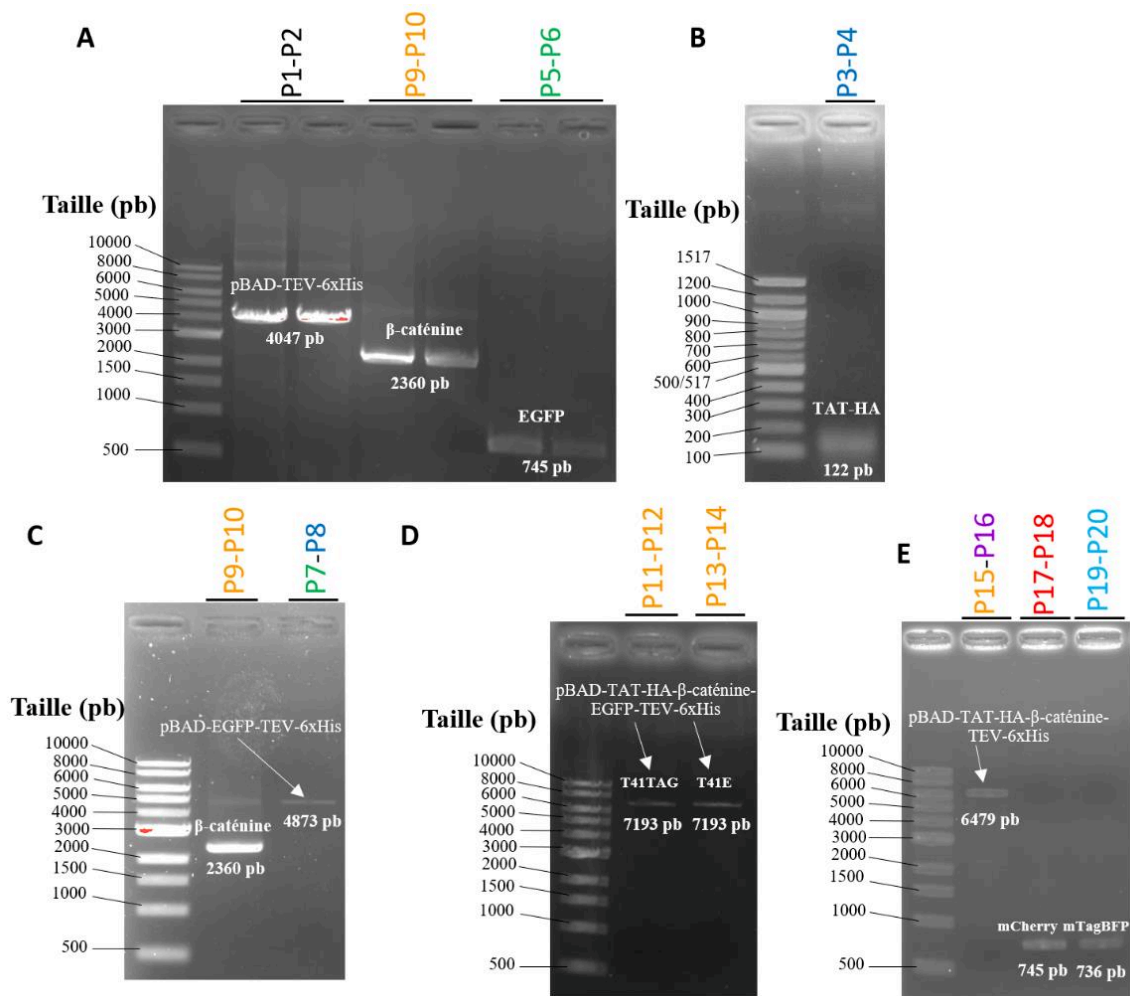 A
P1-P2
P9-P10
P5-P6
Taille (pb)
10000
8000
6000
5000
4000
3000
2000
1500
1000
500
pBAD-TEV-6xHis
4047 pb
β-caténine
2360 pb
EGFP
745 pb
B
P3-P4
Taille (pb)
1517
1200
1000
900
800
700
600
500/517
400
300
200
100
TAT-HA
122 pb
C
P9-P10
P7-P8
Taille (pb)
10000
8000
6000
5000
4000
3000
2000
1500
1000
500
pBAD-EGFP-TEV-6xHis
4873 pb
β-caténine
2360 pb
D
P11-P12
P13-P14
Taille (pb)
10000
8000
6000
5000
4000
3000
2000
1500
1000
500
pBAD-TAT-HA-β-caténine-
EGFP-TEV-6xHis
T41TAG
T41E
7193 pb
7193 pb
E
P15-P16
P17-P18
P19-P20
Taille (pb)
10000
8000
6000
5000
4000
3000
2000
1500
1000
500
pBAD-TAT-HA-β-caténine-
TEV-6xHis
6479 pb
mCherry
mTagBFP
745 pb
736 pb